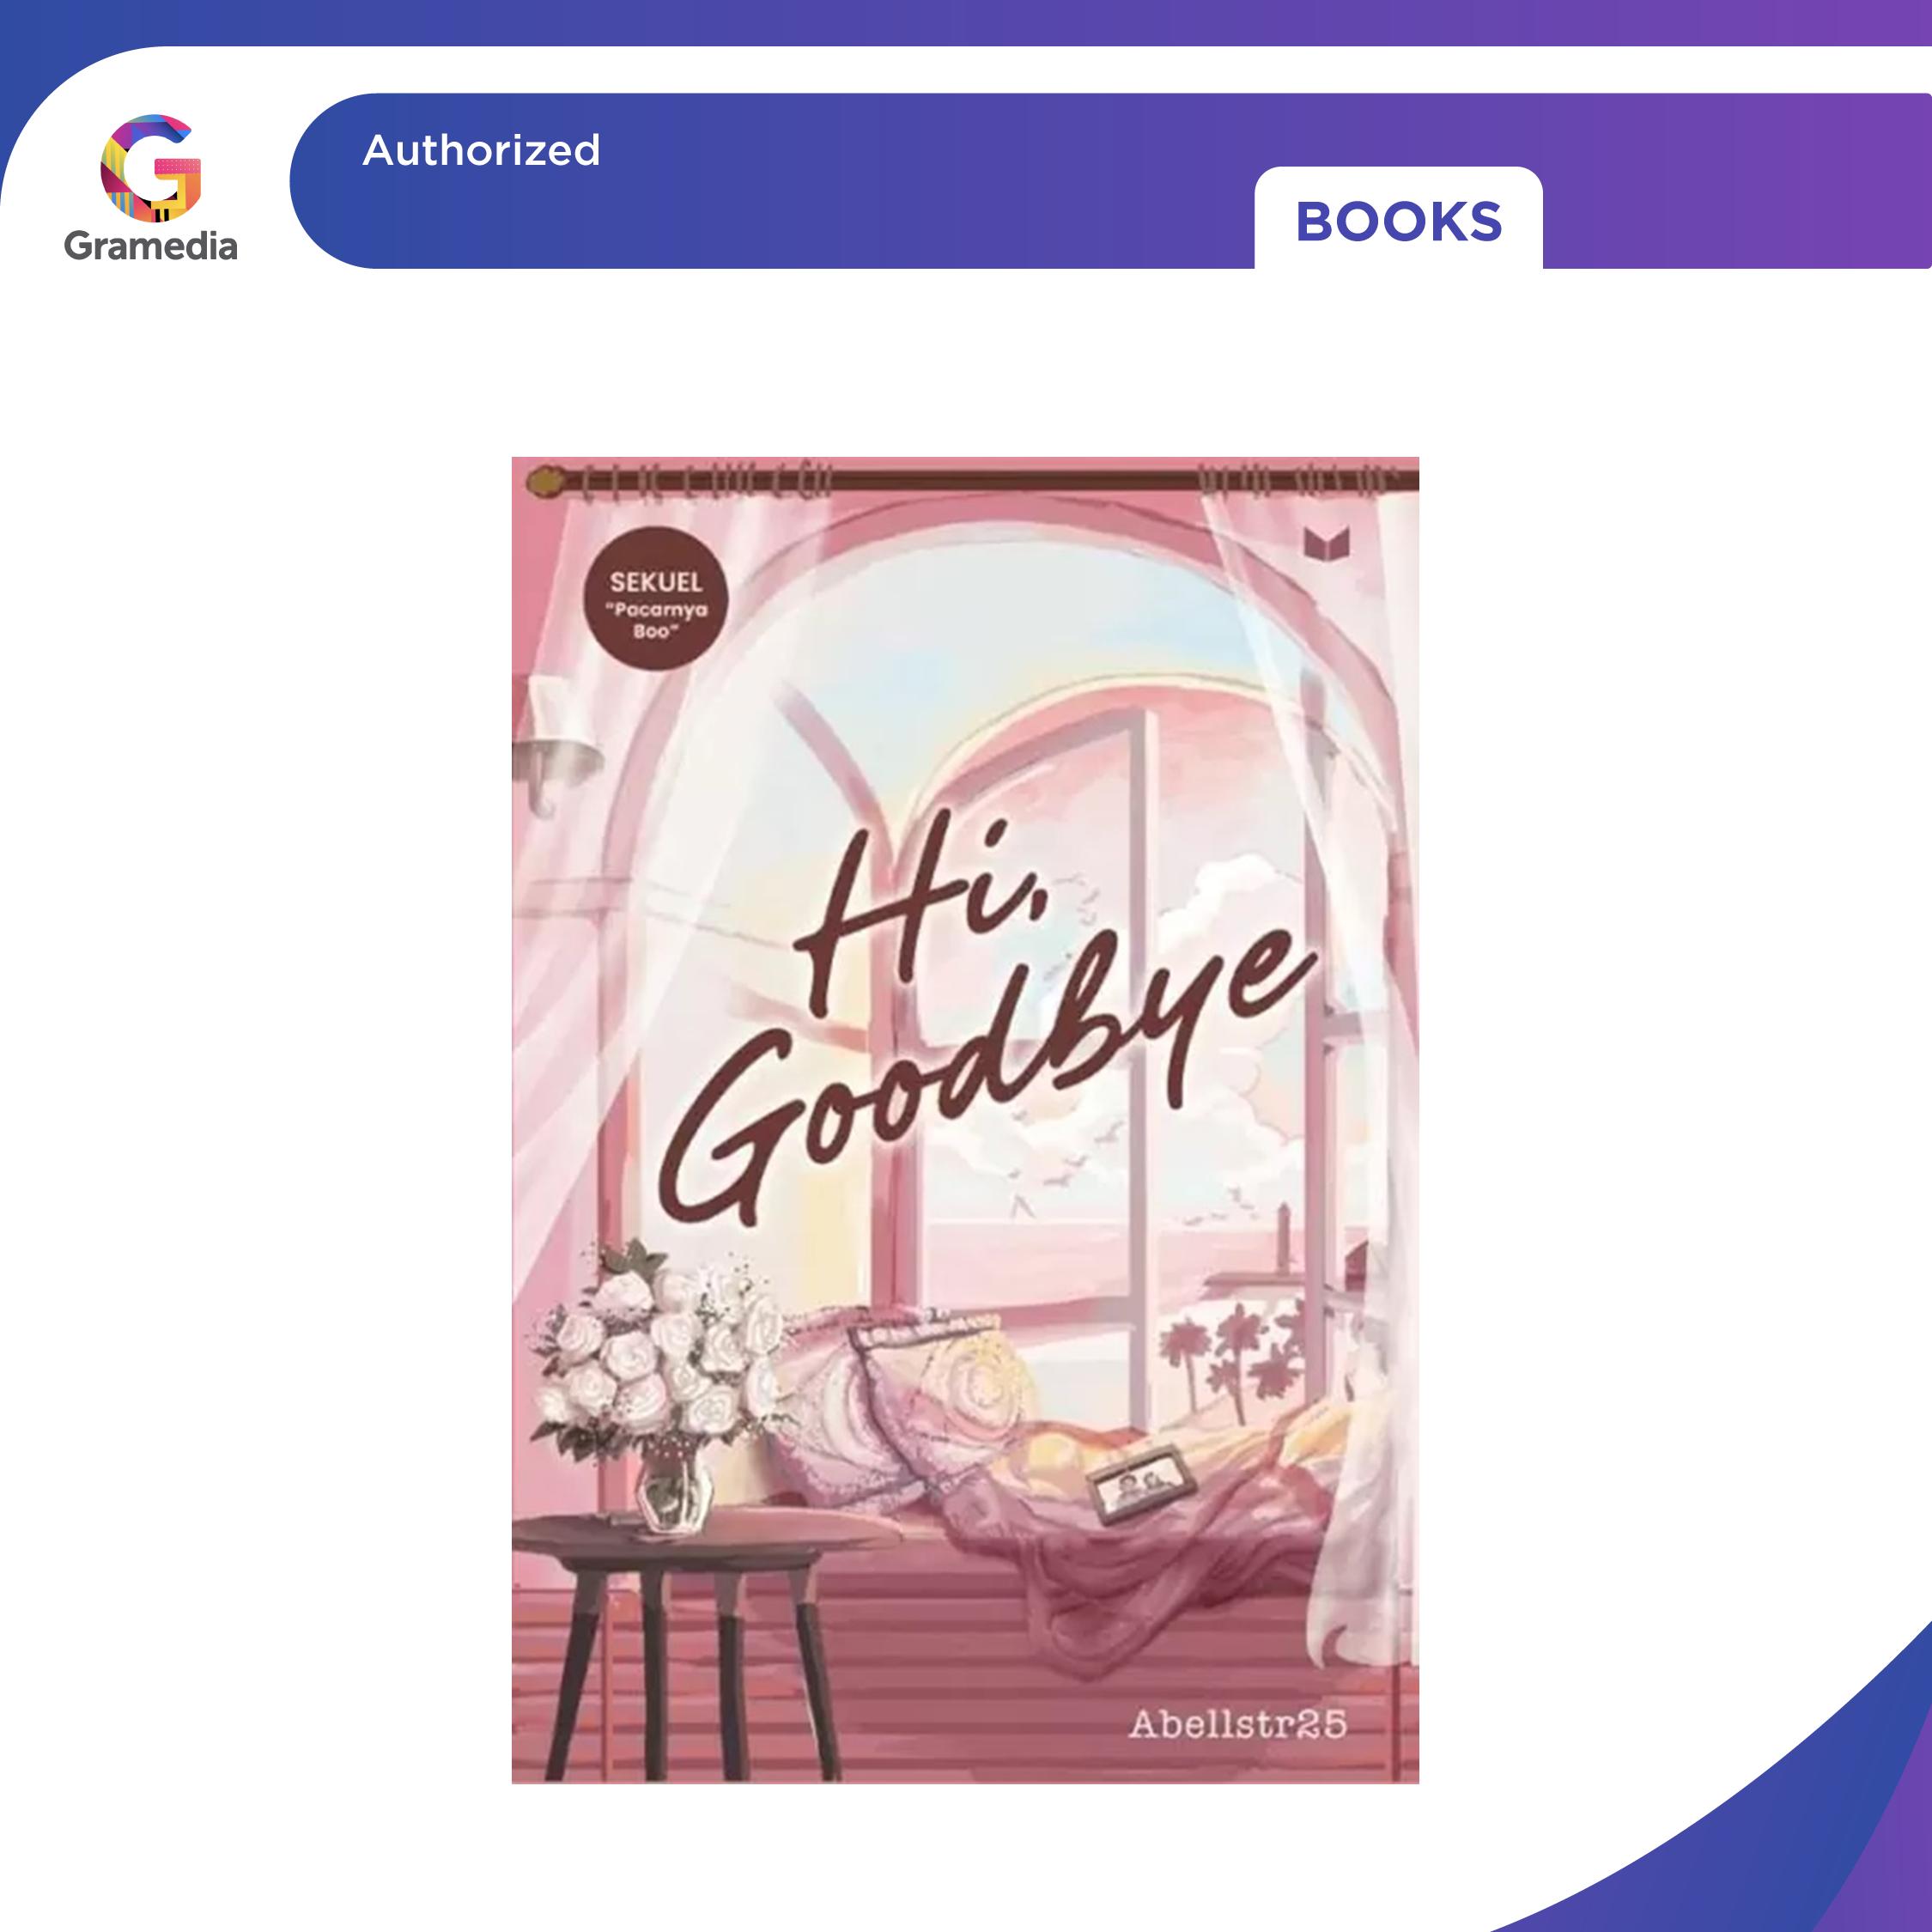 Gramedia
Authorized
BOOKS
SEKUEL
"Pacarnya
Boo"
Hi,
Goodbye
Abellstr25